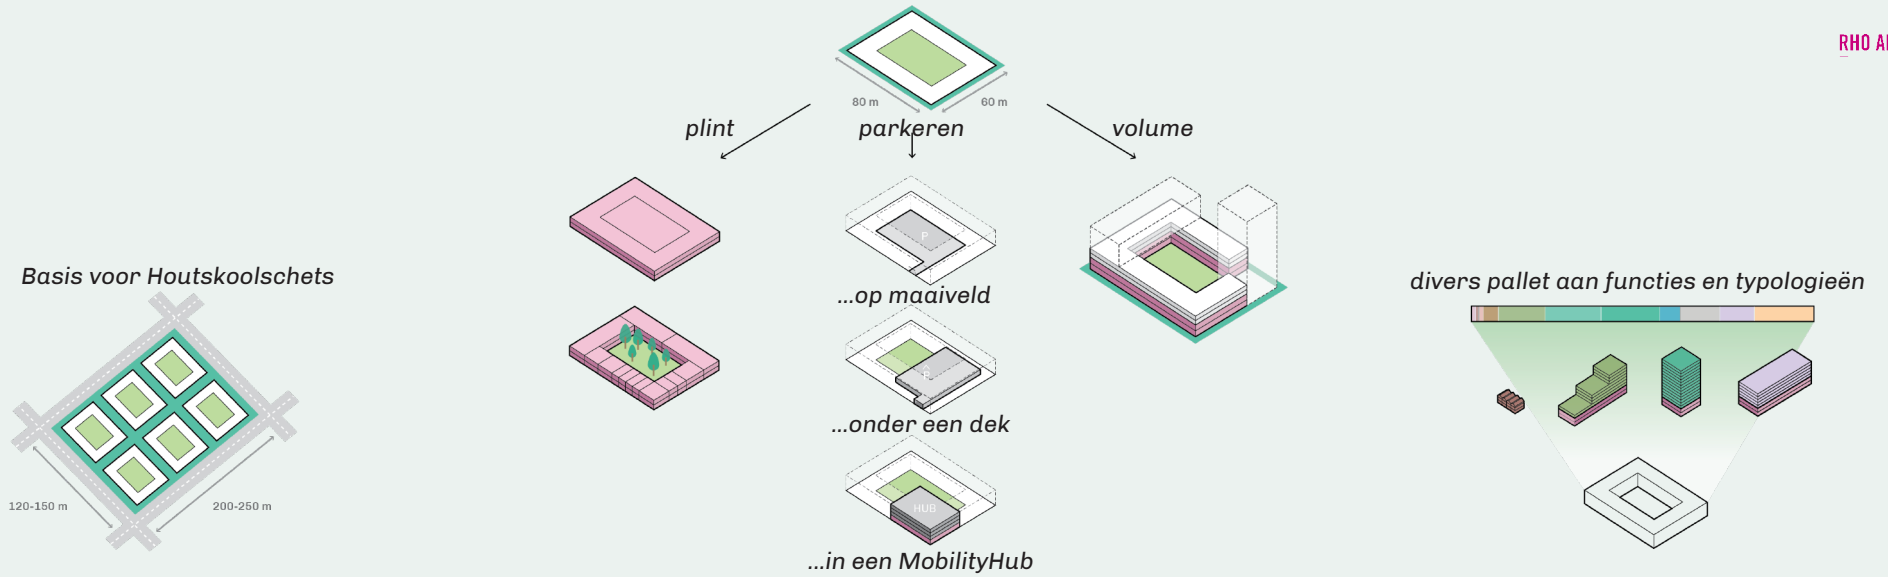 RHO
80 m
60 m
plint
parkeren
volume
P
...op maaiveld
P
...onder een dek
HUB
...in een MobilityHub
Basis voor Houtskoolschets
120-150 m
200-250 m
divers pallet aan functies en typologieën